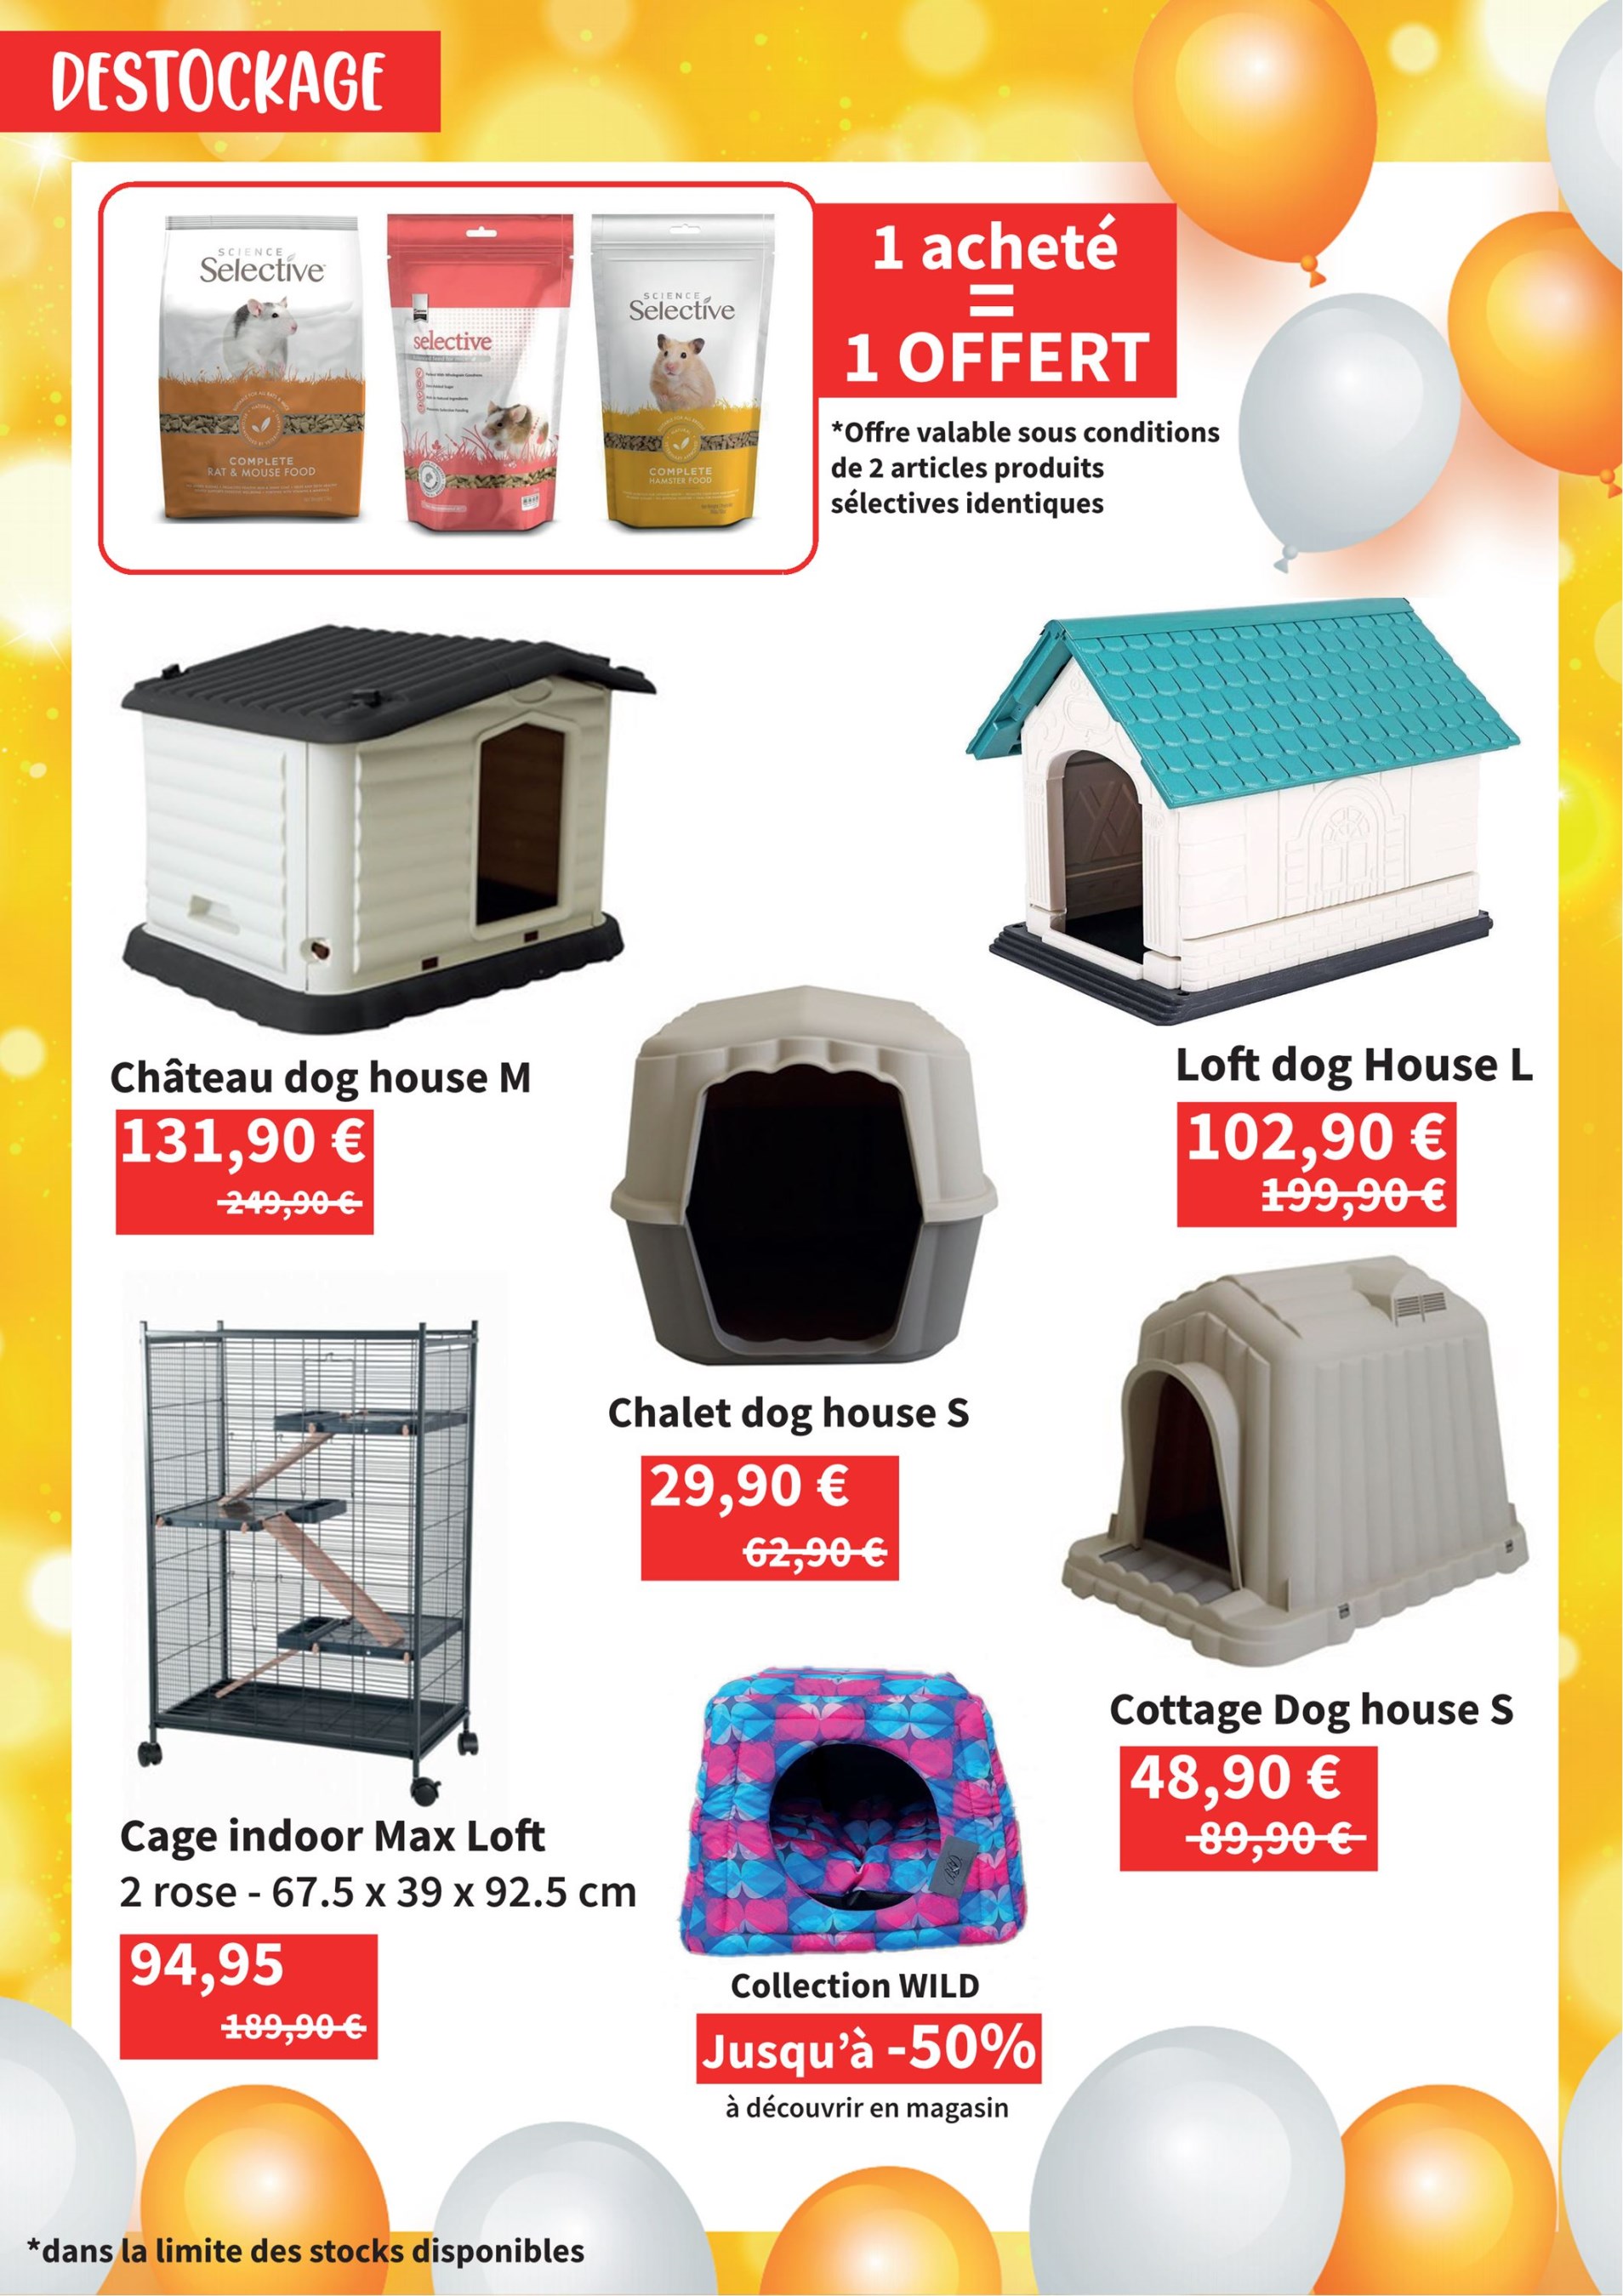 DESTOCKAGE
SCIENCE
Selective
COMPLETE
RAT & MOUSE FOOD
selective
SCIENCE
Selective
COMPLETE
HAMSTER FOOD
1 acheté
=
1 OFFERT
*Offre valable sous conditions
de 2 articles produits
sélectives identiques
Château dog house M
131,90 €
249,90 €
Loft dog House L
102,90 €
199,90 €
Chalet dog house S
29,90 €
62,90 €
Cage indoor Max Loft
2 rose - 67.5 x 39 x 92.5 cm
94,95
189,90 €
Cottage Dog house S
48,90 €
89,90 €
Collection WILD
Jusqu'à -50%
à découvrir en magasin
*dans la limite des stocks disponibles